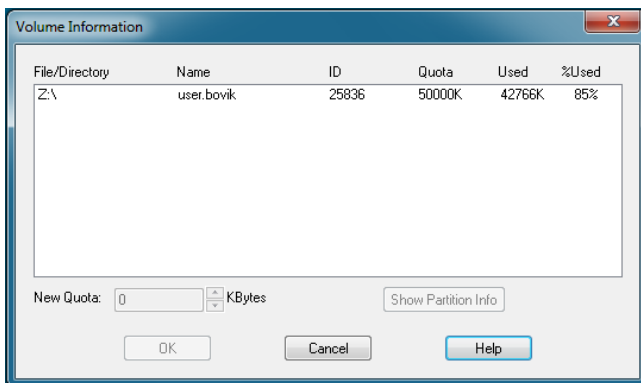 Volume Information
File/Directory Name ID Quota Used %Used
Z:\ user.bovik 25836 50000K 42766K 85%
New Quota: 0 KBytes Show Partition Info
OK Cancel Help